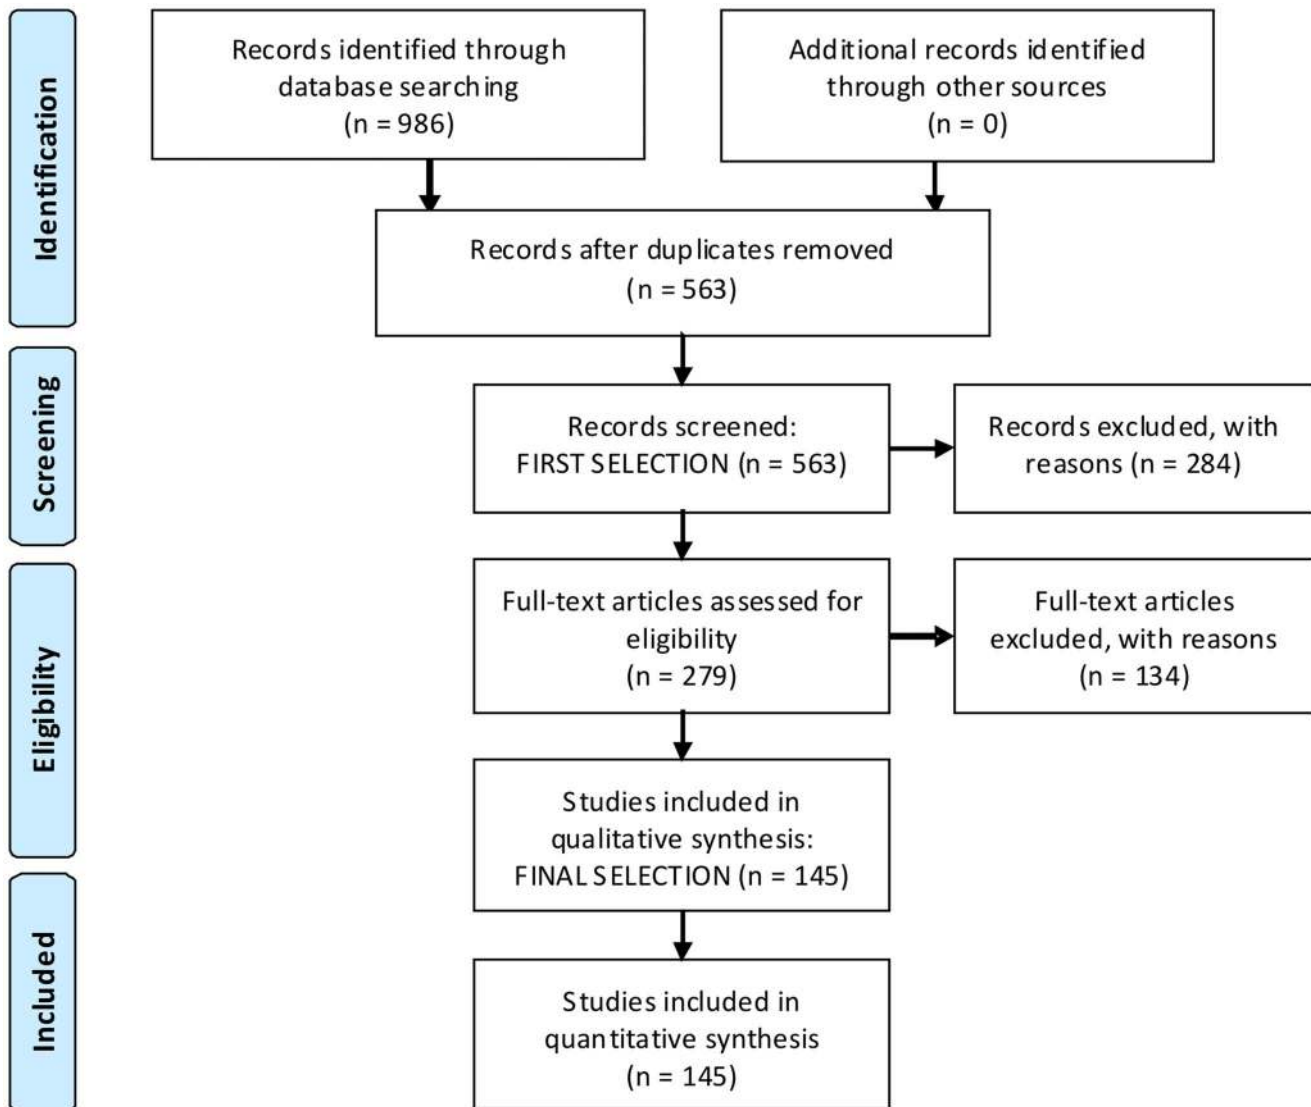 Identification
Records identified through
database searching
(n = 986)
Additional records identified
through other sources
(n = 0)
Records after duplicates removed
(n = 563)
Screening
Records screened:
FIRST SELECTION (n = 563)
Records excluded, with
reasons (n = 284)
Eligibility
Full-text articles assessed for
eligibility
(n = 279)
Full-text articles
excluded, with reasons
(n = 134)
Studies included in
qualitative synthesis:
FINAL SELECTION (n = 145)
Included
Studies included in
quantitative synthesis
(n = 145)